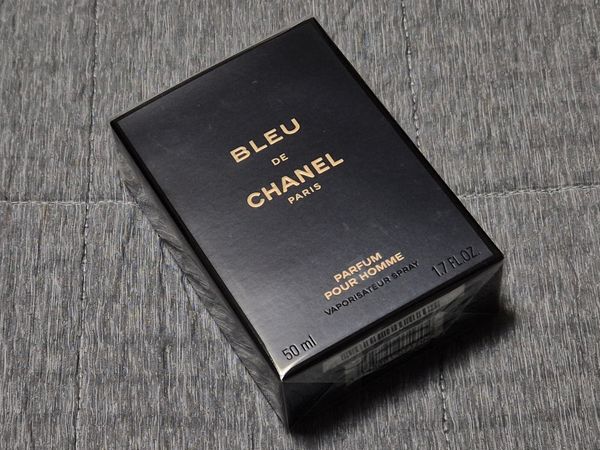 BLEU
DE
CHANEL
PARIS
PARFUM
POUR HOMME
VAPORISATEUR SPRAY
50 ml
1.7 FL.OZ.